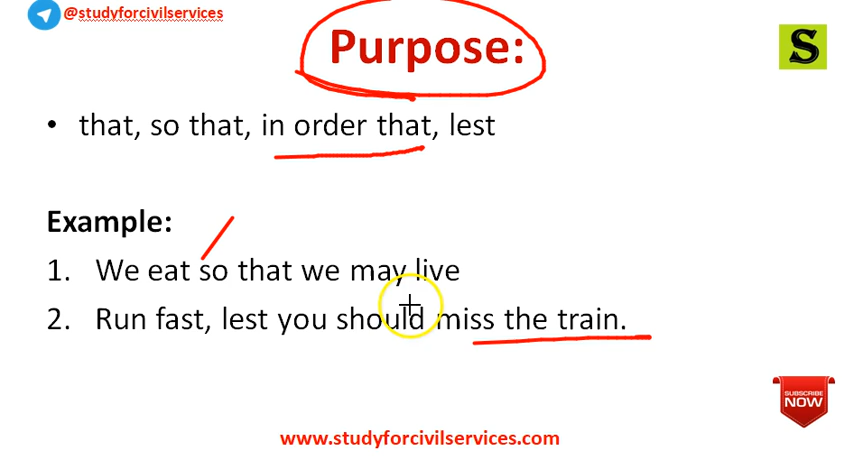 @studyforcivilservices
Purpose:
S
• that, so that, in order that, lest
Example:
1. We eat so that we may live
2. Run fast, lest you should miss the train.
SUBSCRIBE
NOW
www.studyforcivilservices.com